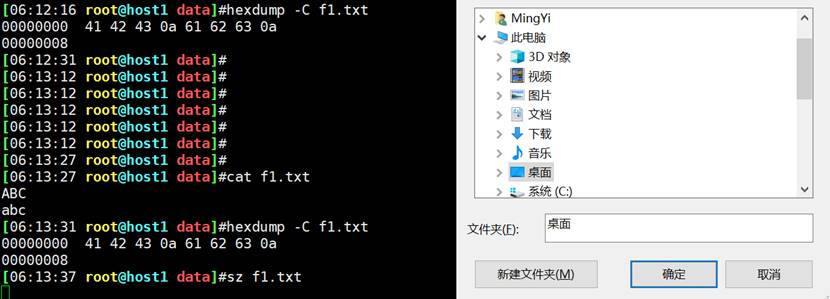 [06:12:16 root@host1 data]#hexdump -C f1.txt
00000000  41 42 43 0a 61 62 63 0a
00000008
[06:12:31 root@host1 data]#
[06:13:12 root@host1 data]#
[06:13:12 root@host1 data]#
[06:13:12 root@host1 data]#
[06:13:12 root@host1 data]#
[06:13:27 root@host1 data]#
[06:13:27 root@host1 data]#cat f1.txt
ABC
abc
[06:13:31 root@host1 data]#hexdump -C f1.txt
00000000  41 42 43 0a 61 62 63 0a
00000008
[06:13:37 root@host1 data]#sz f1.txt
MingYi
此电脑
3D 对象
视频
图片
文档
下载
音乐
桌面
系统 (C:)
文件夹(F): 桌面
新建文件夹(M) 确定 取消